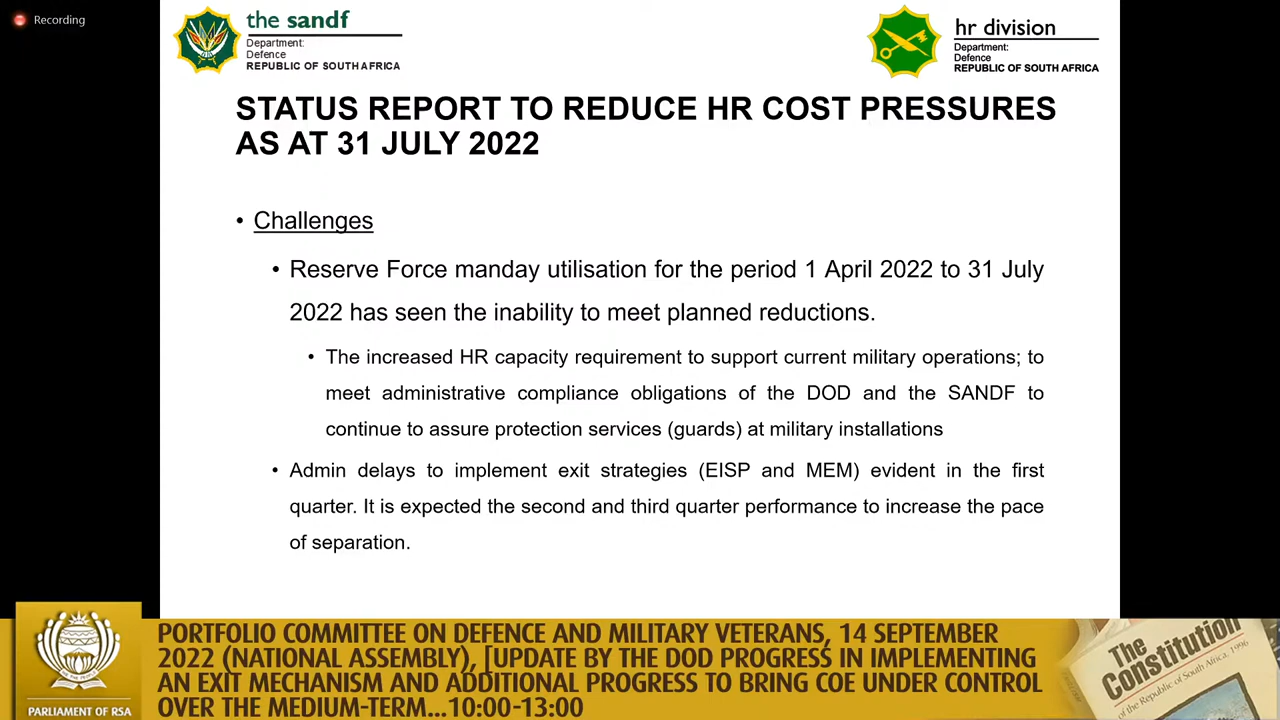 Recording
the sandf
Department:
Defence
REPUBLIC OF SOUTH AFRICA
hr division
Department:
Defence
REPUBLIC OF SOUTH AFRICA
STATUS REPORT TO REDUCE HR COST PRESSURES
AS AT 31 JULY 2022
• Challenges
• Reserve Force manday utilisation for the period 1 April 2022 to 31 July
2022 has seen the inability to meet planned reductions.
• The increased HR capacity requirement to support current military operations; to
meet administrative compliance obligations of the DOD and the SANDF to
continue to assure protection services (guards) at military installations
• Admin delays to implement exit strategies (EISP and MEM) evident in the first
quarter. It is expected the second and third quarter performance to increase the pace
of separation.
PORTFOLIO COMMITTEE ON DEFENCE AND MILITARY VETERANS, 14 SEPTEMBER
2022 (NATIONAL ASSEMBLY), [UPDATE BY THE DOD PROGRESS IN IMPLEMENTING
AN EXIT MECHANISM AND ADDITIONAL PROGRESS TO BRING COE UNDER CONTROL
OVER THE MEDIUM-TERM...10:00-13:00
PARLIAMENT OF RSA
The
Constitution
of the Republic of South Africa, 1996